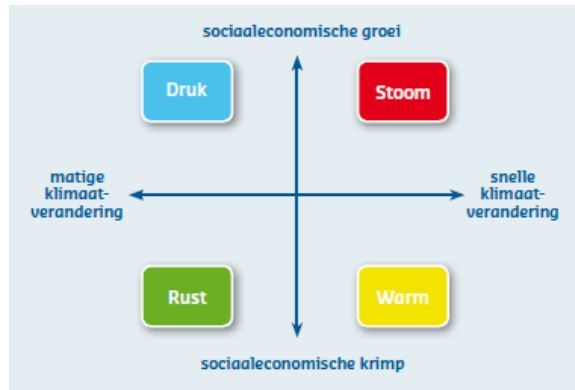 sociaaleconomische groei
Druk
Stoom
matige
klimaat-
verandering
snelle
klimaat-
verandering
Rust
Warm
sociaaleconomische krimp